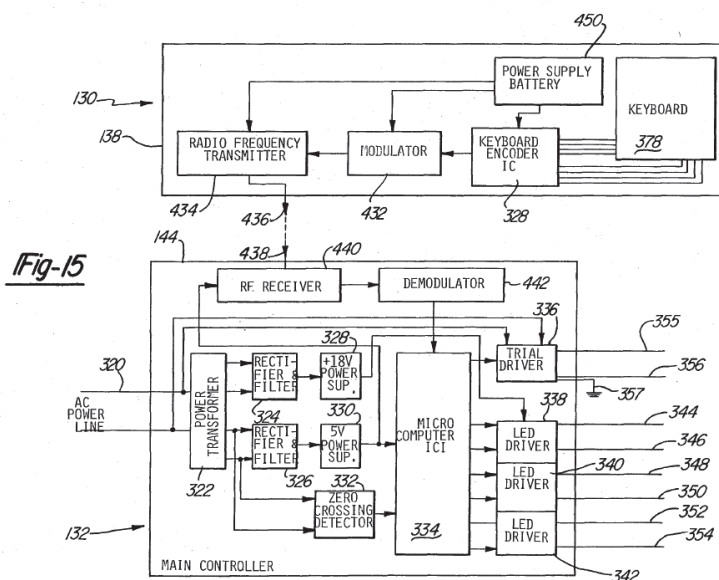 450
POWER SUPPLY
BATTERY
KEYBOARD
378
130
138
RADIO FREQUENCY
TRANSMITTER
434
MODULATOR
432
KEYBOARD
ENCODER
IC
328
436
438
Fig-15
144
440
RF RECEIVER
DEMODULATOR
442
336
TRIAL
DRIVER
355
356
357
320
AC
POWER
LINE
POWER
TRANSFORMER
322
RECTI-
FIER &
FILTER
324
328
+18V
POWER
SUP.
RECTI-
FIER &
FILTER
326
330
5V
POWER
SUP.
332
ZERO
CROSSING
DETECTOR
MICRO
COMPUTER
ICI
334
338
LED
DRIVER
344
346
340
LED
DRIVER
348
350
LED
DRIVER
352
354
342
132
MAIN CONTROLLER